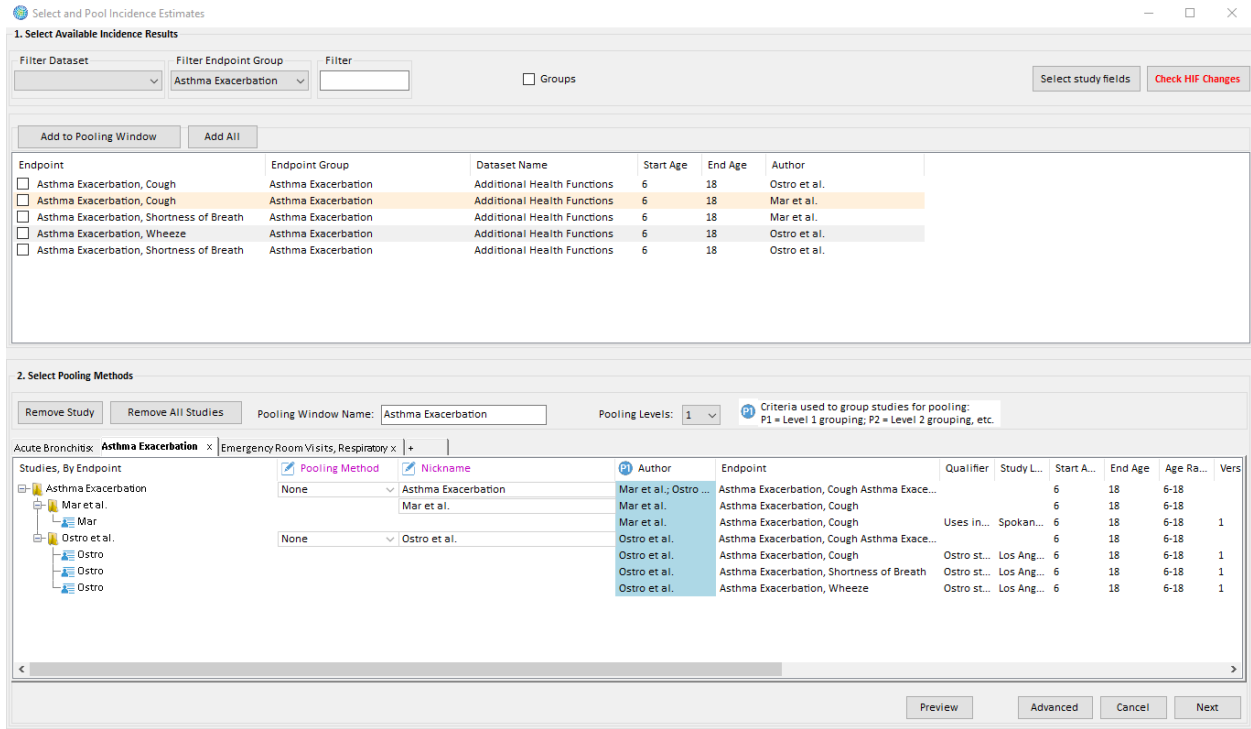 Select and Pool Incidence Estimates
1. Select Available Incidence Results
Filter Dataset Filter Endpoint Group Filter
Asthma Exacerbation Groups Select study fields Check HIF Changes
Add to Pooling Window Add All
Endpoint Endpoint Group Dataset Name Start Age End Age Author
Asthma Exacerbation, Cough Asthma Exacerbation Additional Health Functions 6 18 Ostro et al.
Asthma Exacerbation, Cough Asthma Exacerbation Additional Health Functions 6 18 Mar et al.
Asthma Exacerbation, Shortness of Breath Asthma Exacerbation Additional Health Functions 6 18 Mar et al.
Asthma Exacerbation, Wheeze Asthma Exacerbation Additional Health Functions 6 18 Ostro et al.
Asthma Exacerbation, Shortness of Breath Asthma Exacerbation Additional Health Functions 6 18 Ostro et al.
2. Select Pooling Methods
Remove Study Remove All Studies Pooling Window Name: Asthma Exacerbation Pooling Levels: 1 P1 Criteria used to group studies for pooling:
P1 = Level 1 grouping; P2 = Level 2 grouping, etc.
Acute Bronchitis x Asthma Exacerbation x Emergency Room Visits, Respiratory x +
Studies, By Endpoint Pooling Method Nickname P1 Author Endpoint Qualifier Study L... Start A... End Age Age Ra... Vers
Asthma Exacerbation None Asthma Exacerbation Mar et al.; Ostro ... Asthma Exacerbation, Cough Asthma Exace... 6 18 6-18
Mar et al. Mar et al. Mar et al. Asthma Exacerbation, Cough 6 18 6-18
Mar Mar et al. Asthma Exacerbation, Cough Uses in... Spokan... 6 18 6-18 1
Ostro et al. None Ostro et al. Ostro et al. Asthma Exacerbation, Cough Asthma Exace... 6 18 6-18
Ostro Ostro et al. Asthma Exacerbation, Cough Ostro st... Los Ang... 6 18 6-18 1
Ostro Ostro et al. Asthma Exacerbation, Shortness of Breath Ostro st... Los Ang... 6 18 6-18 1
Ostro Ostro et al. Asthma Exacerbation, Wheeze Ostro st... Los Ang... 6 18 6-18 1
Preview Advanced Cancel Next